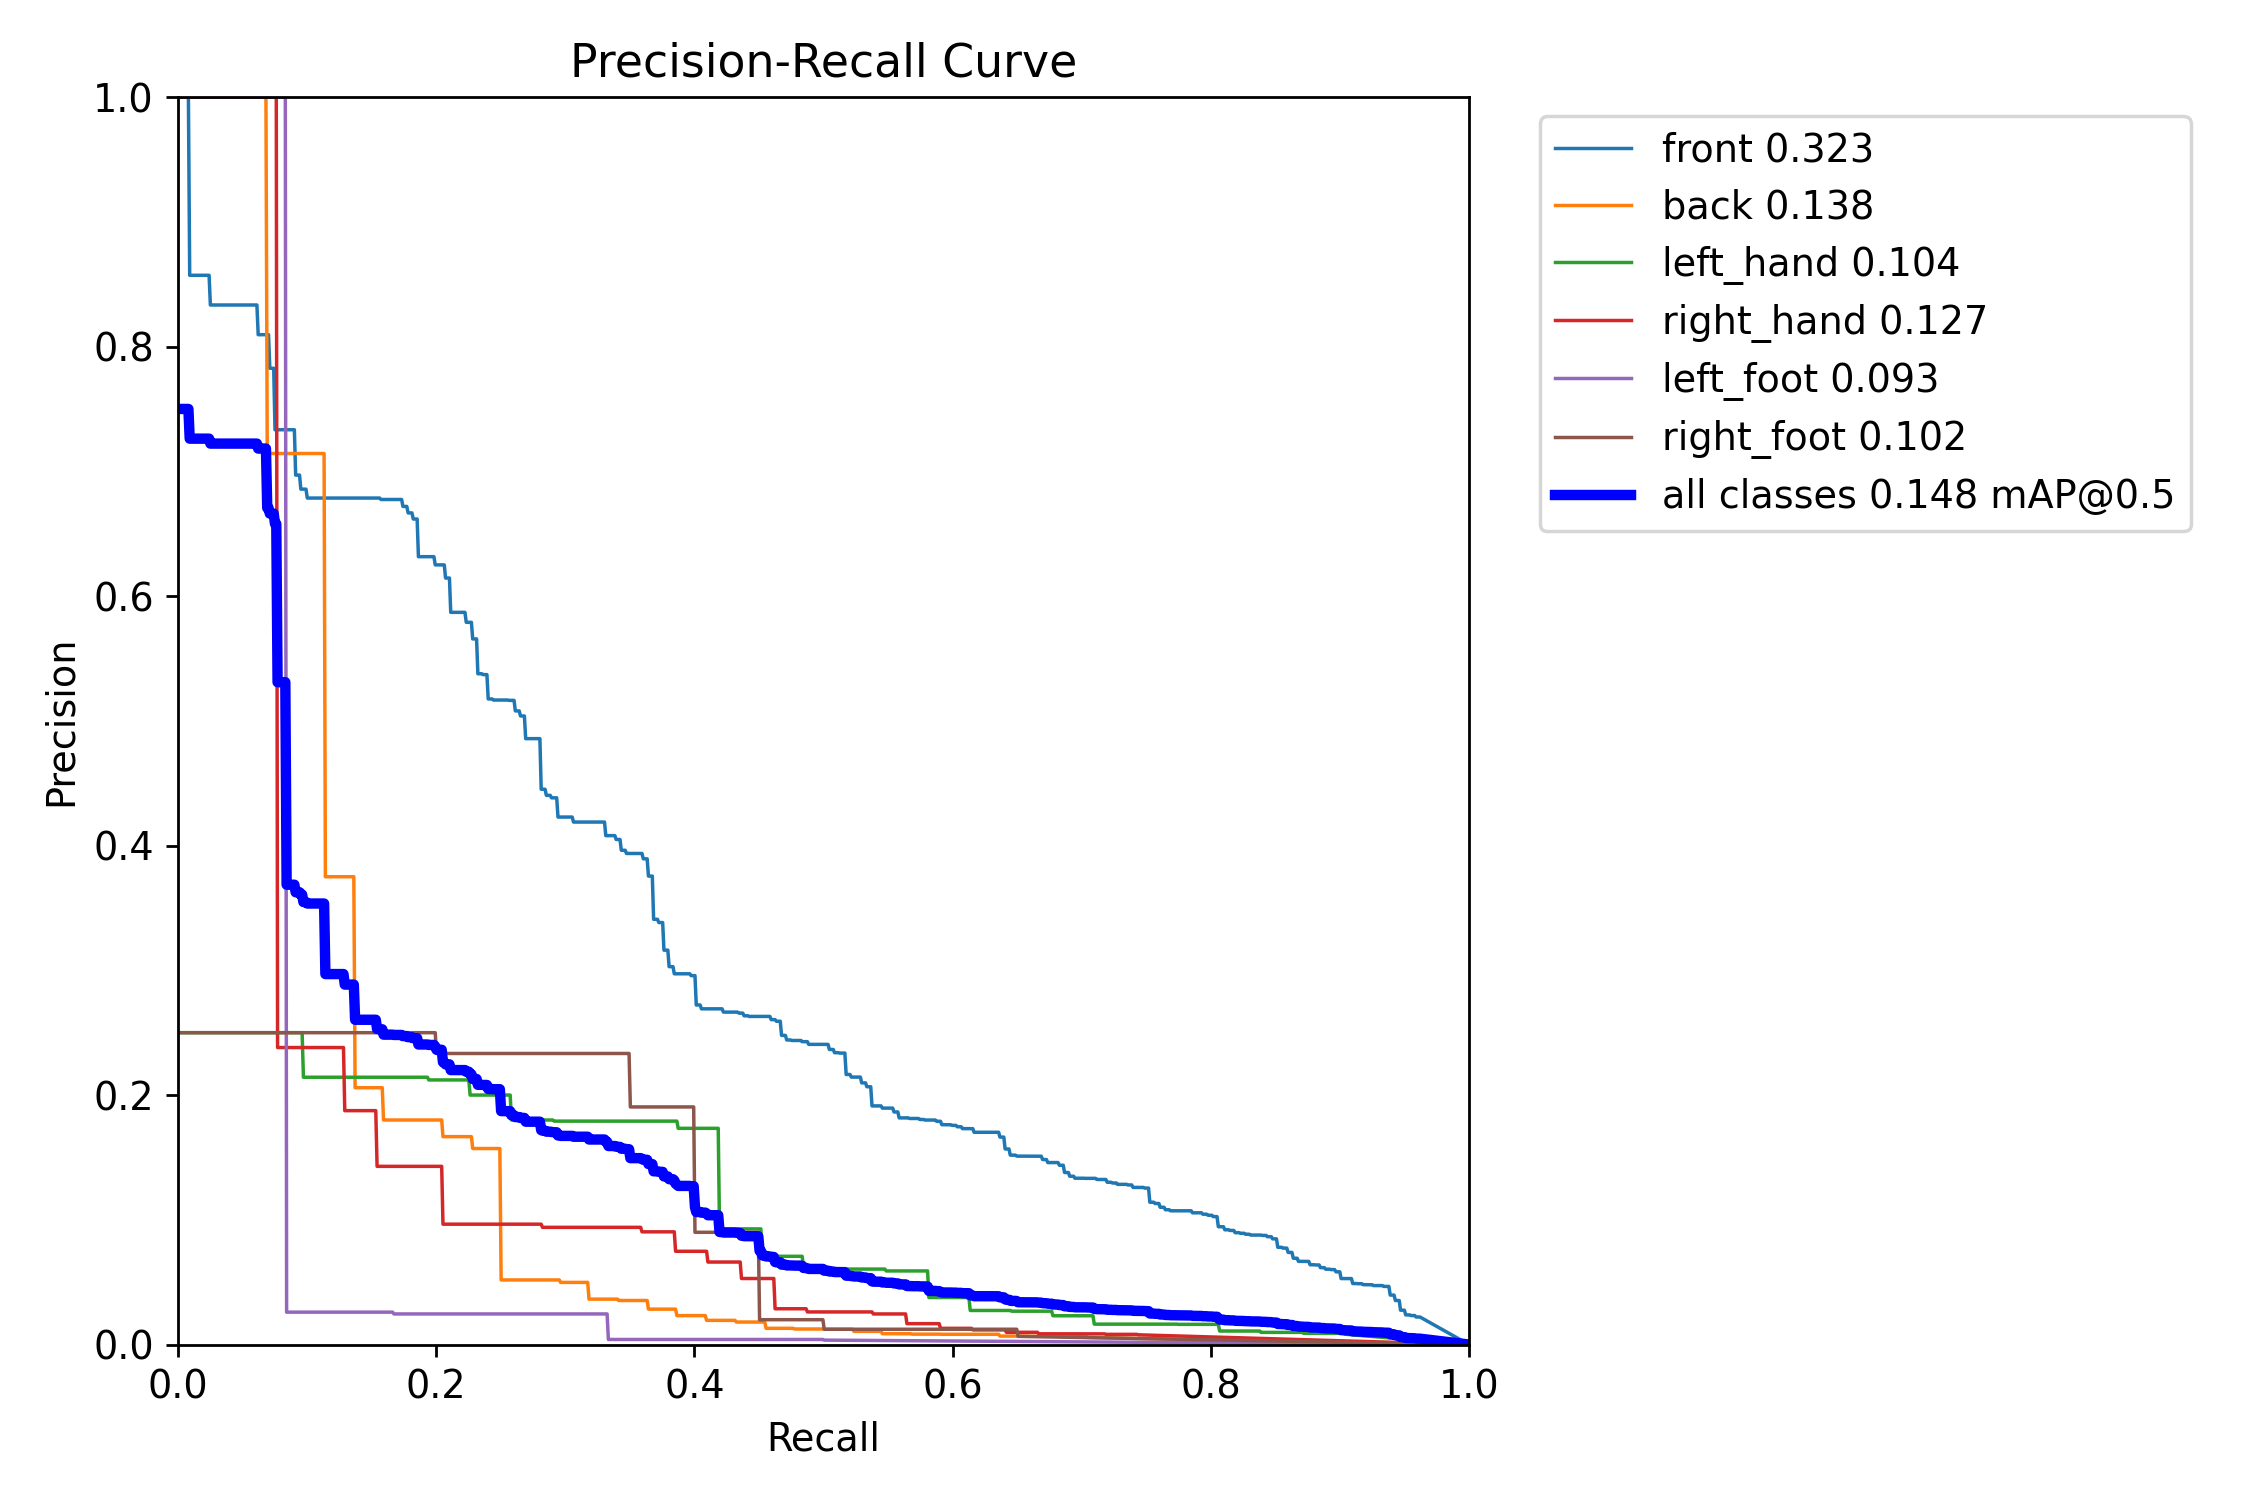 Precision-Recall Curve
1.0
0.8
0.6
0.4
0.2
0.0
Precision
0.0 0.2 0.4 0.6 0.8 1.0
Recall
front 0.323
back 0.138
left_hand 0.104
right_hand 0.127
left_foot 0.093
right_foot 0.102
all classes 0.148 mAP@0.5